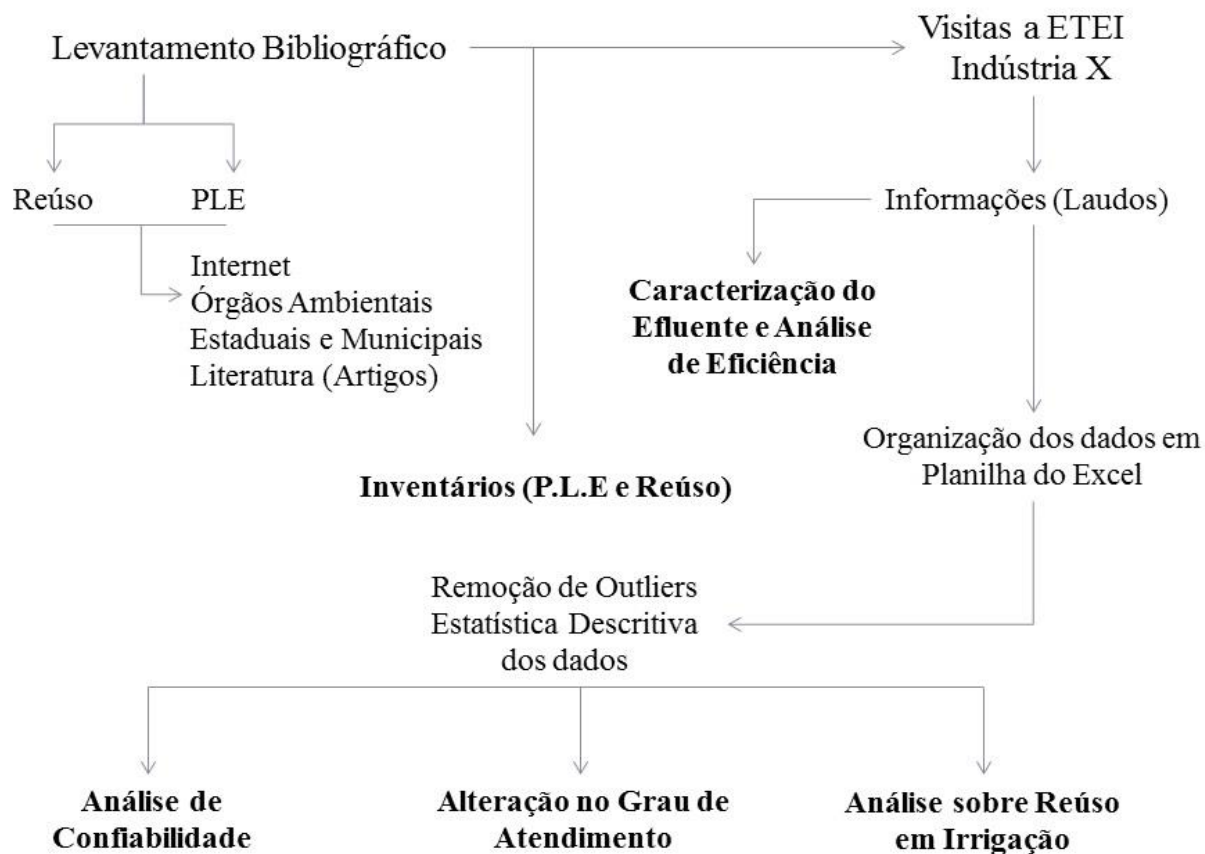 Levantamento Bibliográfico
Visitas a ETEI
Indústria X
Reúso
PLE
Internet
Órgãos Ambientais
Estaduais e Municipais
Literatura (Artigos)
Informações (Laudos)
Caracterização do
Efluente e Análise
de Eficiência
Inventários (P.L.E e Reúso)
Organização dos dados em
Planilha do Excel
Remoção de Outliers
Estatística Descritiva
dos dados
Análise de
Confiabilidade
Alteração no Grau de
Atendimento
Análise sobre Reúso
em Irrigação